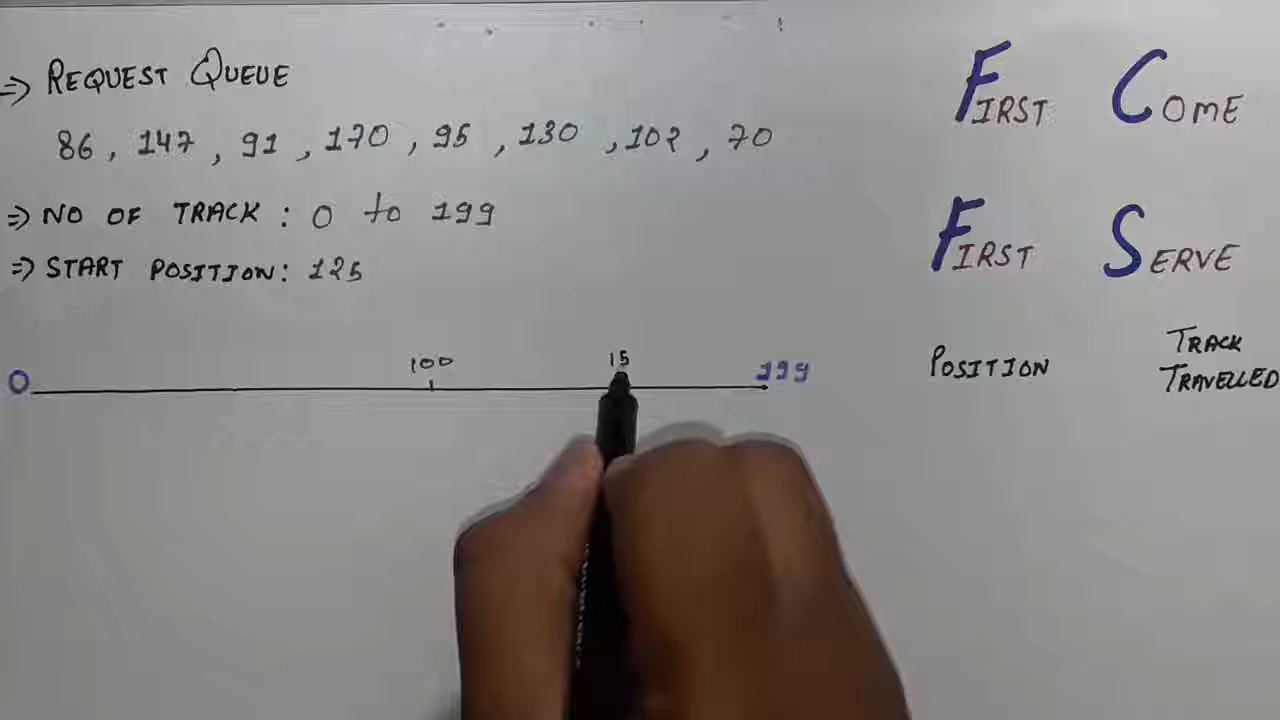 => REQUEST QUEUE
86, 147, 91, 170, 95, 130, 102, 70
=> NO OF TRACK: 0 to 199
=> START POSITION: 125
FIRST COME
FIRST SERVE
0 100 15 199
POSITION
TRACK
TRAVELLED